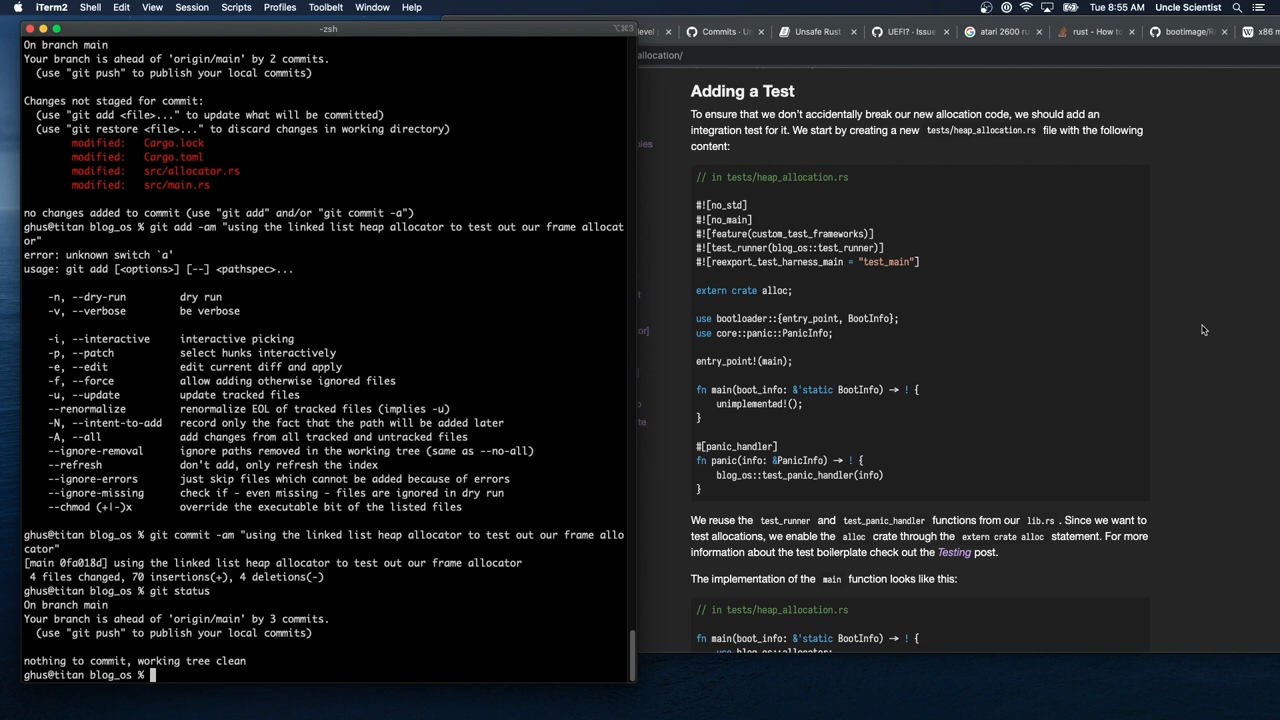 iTerm2 Shell Edit View Session Scripts Profiles Toolbelt Window Help
Tue 8:55 AM Uncle Scientist
-zsh
⌥⌘3
Commits · Un
Unsafe Rust
UEFI? · Issue
atari 2600 ru
rust - How to
bootimage/Re
x86 m
allocation/
On branch main
Your branch is ahead of 'origin/main' by 2 commits.
(use "git push" to publish your local commits)
Changes not staged for commit:
(use "git add <file>..." to update what will be committed)
(use "git restore <file>..." to discard changes in working directory)
modified: Cargo.lock
modified: Cargo.toml
modified: src/allocator.rs
modified: src/main.rs
no changes added to commit (use "git add" and/or "git commit -a")
ghus@titan blog_os % git add -am "using the linked list heap allocator to test out our frame allocat
or"
error: unknown switch `a'
usage: git add [<options>] [--] <pathspec>...
-n, --dry-run dry run
-v, --verbose be verbose
-i, --interactive interactive picking
-p, --patch select hunks interactively
-e, --edit edit current diff and apply
-f, --force allow adding otherwise ignored files
-u, --update update tracked files
--renormalize renormalize EOL of tracked files (implies -u)
-N, --intent-to-add record only the fact that the path will be added later
-A, --all add changes from all tracked and untracked files
--ignore-removal ignore paths removed in the working tree (same as --no-all)
--refresh don't add, only refresh the index
--ignore-errors just skip files which cannot be added because of errors
--ignore-missing check if - even missing - files are ignored in dry run
--chmod (+|-)x override the executable bit of the listed files
ghus@titan blog_os % git commit -am "using the linked list heap allocator to test out our frame allo
cator"
[main 0fa018d] using the linked list heap allocator to test out our frame allocator
4 files changed, 70 insertions(+), 4 deletions(-)
ghus@titan blog_os % git status
On branch main
Your branch is ahead of 'origin/main' by 3 commits.
(use "git push" to publish your local commits)
nothing to commit, working tree clean
ghus@titan blog_os %
Adding a Test
To ensure that we don't accidentally break our new allocation code, we should add an
integration test for it. We start by creating a new tests/heap_allocation.rs file with the following
content:
// in tests/heap_allocation.rs
#![no_std]
#![no_main]
#![feature(custom_test_frameworks)]
#![test_runner(blog_os::test_runner)]
#![reexport_test_harness_main = "test_main"]
extern crate alloc;
use bootloader::{entry_point, BootInfo};
use core::panic::PanicInfo;
entry_point!(main);
fn main(boot_info: &'static BootInfo) -> ! {
unimplemented!();
}
#[panic_handler]
fn panic(info: &PanicInfo) -> ! {
blog_os::test_panic_handler(info)
}
We reuse the test_runner and test_panic_handler functions from our lib.rs . Since we want to
test allocations, we enable the alloc crate through the extern crate alloc statement. For more
information about the test boilerplate check out the Testing post.
The implementation of the main function looks like this:
// in tests/heap_allocation.rs
fn main(boot_info: &'static BootInfo) -> ! {
use blog_os::allocator;